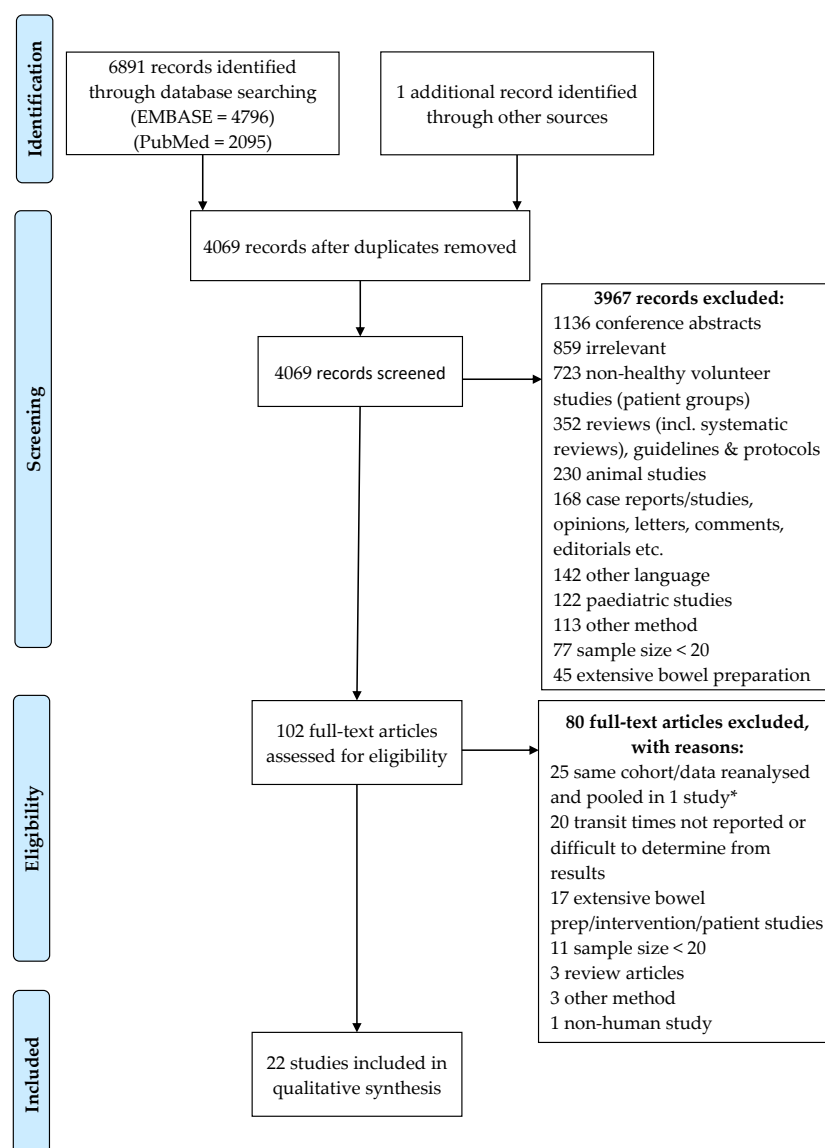 Identification
6891 records identified
through database searching
(EMBASE = 4796)
(PubMed = 2095)
1 additional record identified
through other sources
Screening
4069 records after duplicates removed
4069 records screened
3967 records excluded:
1136 conference abstracts
859 irrelevant
723 non-healthy volunteer
studies (patient groups)
352 reviews (incl. systematic
reviews), guidelines & protocols
230 animal studies
168 case reports/studies,
opinions, letters, comments,
editorials etc.
142 other language
122 paediatric studies
113 other method
77 sample size < 20
45 extensive bowel preparation
Eligibility
102 full-text articles
assessed for eligibility
80 full-text articles excluded,
with reasons:
25 same cohort/data reanalysed
and pooled in 1 study*
20 transit times not reported or
difficult to determine from
results
17 extensive bowel
prep/intervention/patient studies
11 sample size < 20
3 review articles
3 other method
1 non-human study
Included
22 studies included in
qualitative synthesis